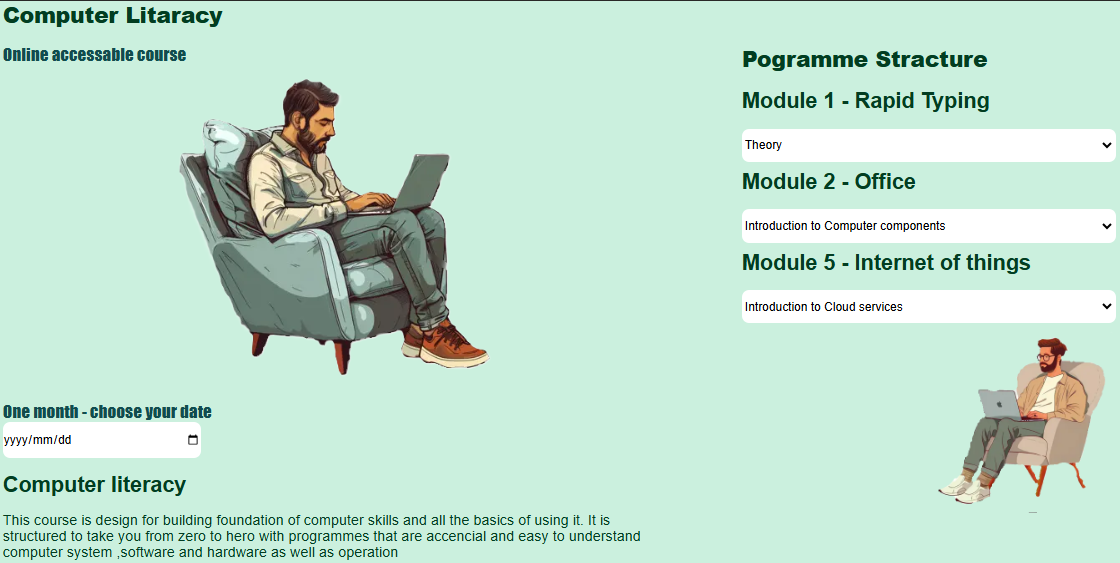 Computer Litaracy
Online accessable course
One month - choose your date
yyyy/mm/dd
Computer literacy
This course is design for building foundation of computer skills and all the basics of using it. It is
structured to take you from zero to hero with programmes that are accencial and easy to understand
computer system ,software and hardware as well as operation
Pogramme Stracture
Module 1 - Rapid Typing
Theory
Module 2 - Office
Introduction to Computer components
Module 5 - Internet of things
Introduction to Cloud services